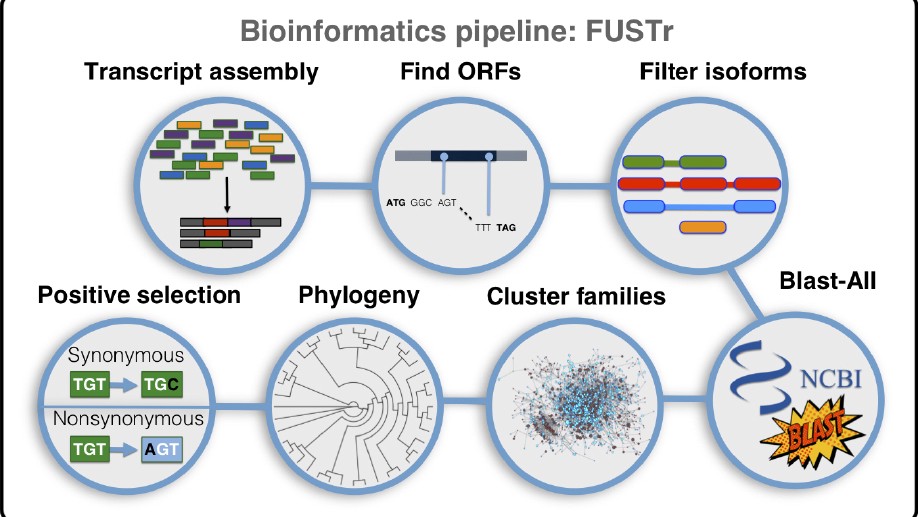 Bioinformatics pipeline: FUSTr
Transcript assembly
Find ORFs
Filter isoforms
ATG GGC AGT
TTT TAG
Positive selection
Phylogeny
Cluster families
Blast-All
Synonymous
TGT TGC
Nonsynonymous
TGT AGT
NCBI
BLAST